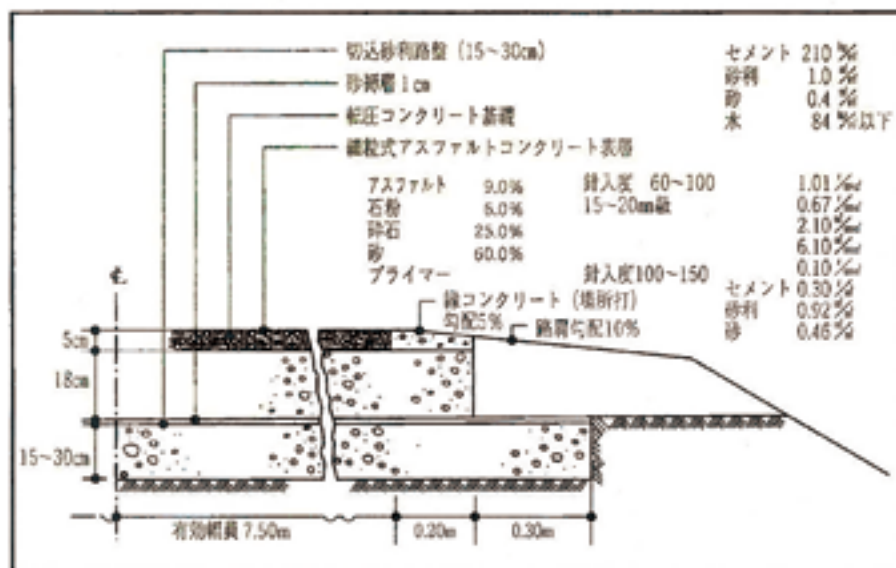 切込砂利路盤 (15~30㎝)
砂縟層1㎝
転圧コンクリート基礎
細粒式アスファルトコンクリート表層
セメント 210
砂利 1.0
砂 0.4
水 84 以下
アスファルト 9.0% 針入度 60~100 1.01
石粉 6.0% 15~20㎜級 0.67
砕石 25.0% 2.10
砂 60.0% 6.10
プライマー 針入度100~150 0.10
セメント 0.30
砂利 0.92
砂 0.46
縁コンクリート (場所打)
勾配5%
路肩勾配10%
5㎝
18㎝
15~30㎝
有効幅員 7.50m
0.20m
0.30m